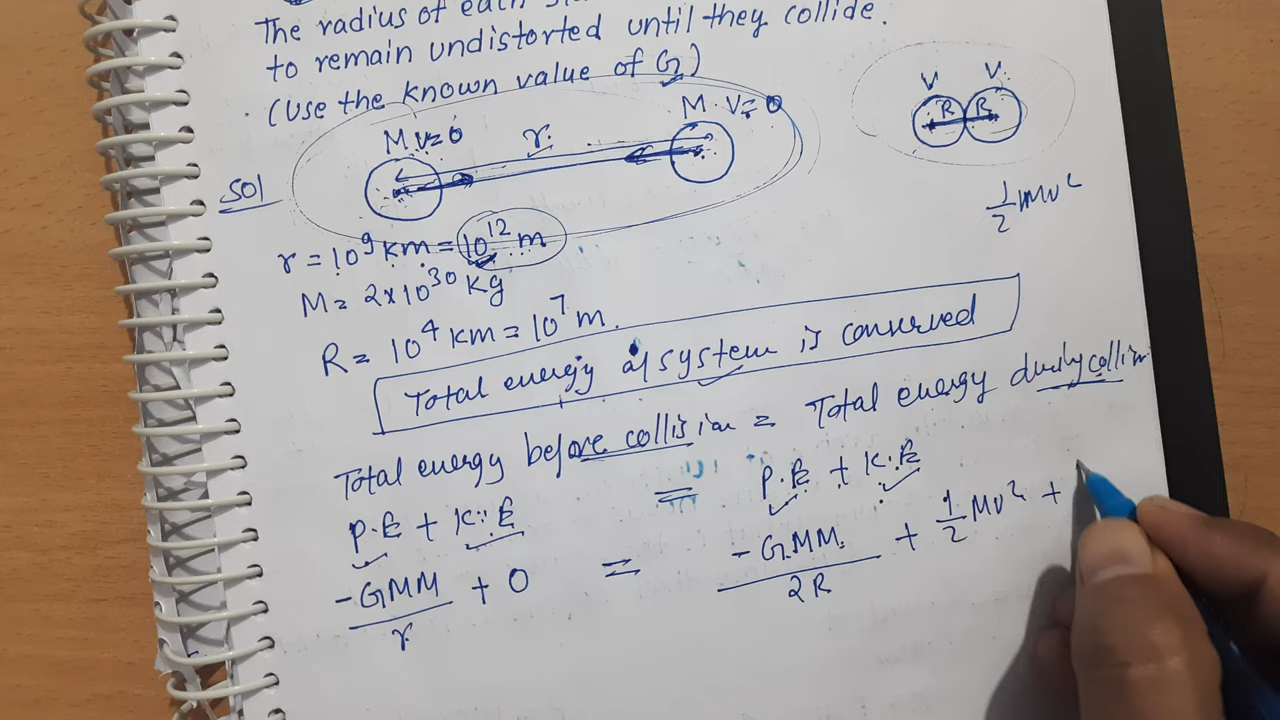 The radius of each
to remain undistorted until they collide.
(Use the known value of G)
M V=0
r
M V=0
V V
R R
Sol
r = 10⁹ km = 10¹² m
M = 2×10³⁰ Kg
R = 10⁴ km = 10⁷ m.
1/2 mv²
Total energy of system is conserved
Total energy before collision = Total energy during collision
P.E + K.E = P.E + K.E
-GMM/r + 0 = -GMM/2R + 1/2 Mv² +